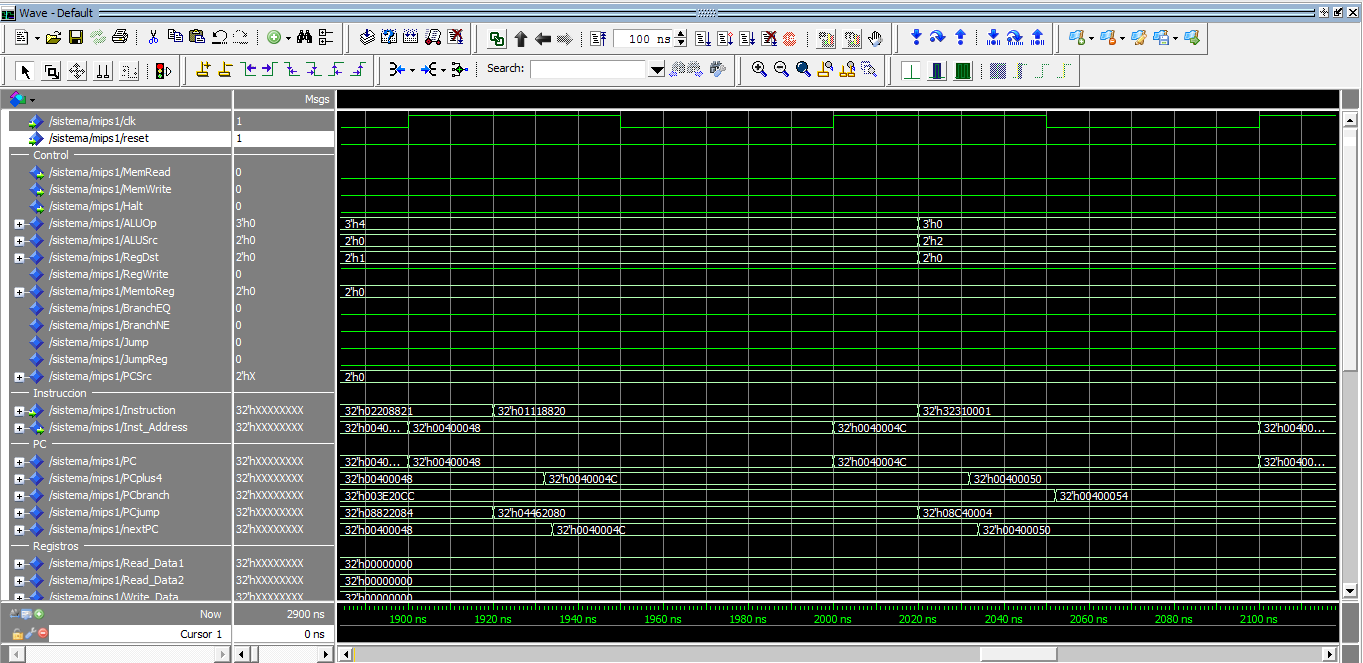 Wave - Default
100 ns
Search:
Msgs
/sistema/mips1/clk 1
/sistema/mips1/reset 1
Control
/sistema/mips1/MemRead 0
/sistema/mips1/MemWrite 0
/sistema/mips1/Halt 0
/sistema/mips1/ALUOp 3'h0 3'h4 3'h0
/sistema/mips1/ALUSrc 2'h0 2'h0 2'h2
/sistema/mips1/RegDst 2'h0 2'h1 2'h0
/sistema/mips1/RegWrite 0
/sistema/mips1/MemtoReg 2'h0 2'h0
/sistema/mips1/BranchEQ 0
/sistema/mips1/BranchNE 0
/sistema/mips1/Jump 0
/sistema/mips1/JumpReg 0
/sistema/mips1/PCSrc 2'hX 2'h0
Instruccion
/sistema/mips1/Instruction 32'hXXXXXXXX 32'h02208821 32'h01118820 32'h32310001
/sistema/mips1/Inst_Address 32'hXXXXXXXX 32'h0040... 32'h00400048 32'h0040004C 32'h00400...
PC
/sistema/mips1/PC 32'hXXXXXXXX 32'h0040... 32'h00400048 32'h0040004C 32'h00400...
/sistema/mips1/PCplus4 32'hXXXXXXXX 32'h00400048 32'h0040004C 32'h00400050
/sistema/mips1/PCbranch 32'hXXXXXXXX 32'h003E20CC 32'h00400054
/sistema/mips1/PCjump 32'hXXXXXXXX 32'h08822084 32'h04462080 32'h08C40004
/sistema/mips1/nextPC 32'hXXXXXXXX 32'h00400048 32'h0040004C 32'h00400050
Registros
/sistema/mips1/Read_Data1 32'hXXXXXXXX 32'h00000000
/sistema/mips1/Read_Data2 32'hXXXXXXXX 32'h00000000
/sistema/mips1/Write_Data 32'hXXXXXXXX 32'h00000000
Now 2900 ns
1900 ns 1920 ns 1940 ns 1960 ns 1980 ns 2000 ns 2020 ns 2040 ns 2060 ns 2080 ns 2100 ns
Cursor 1 0 ns